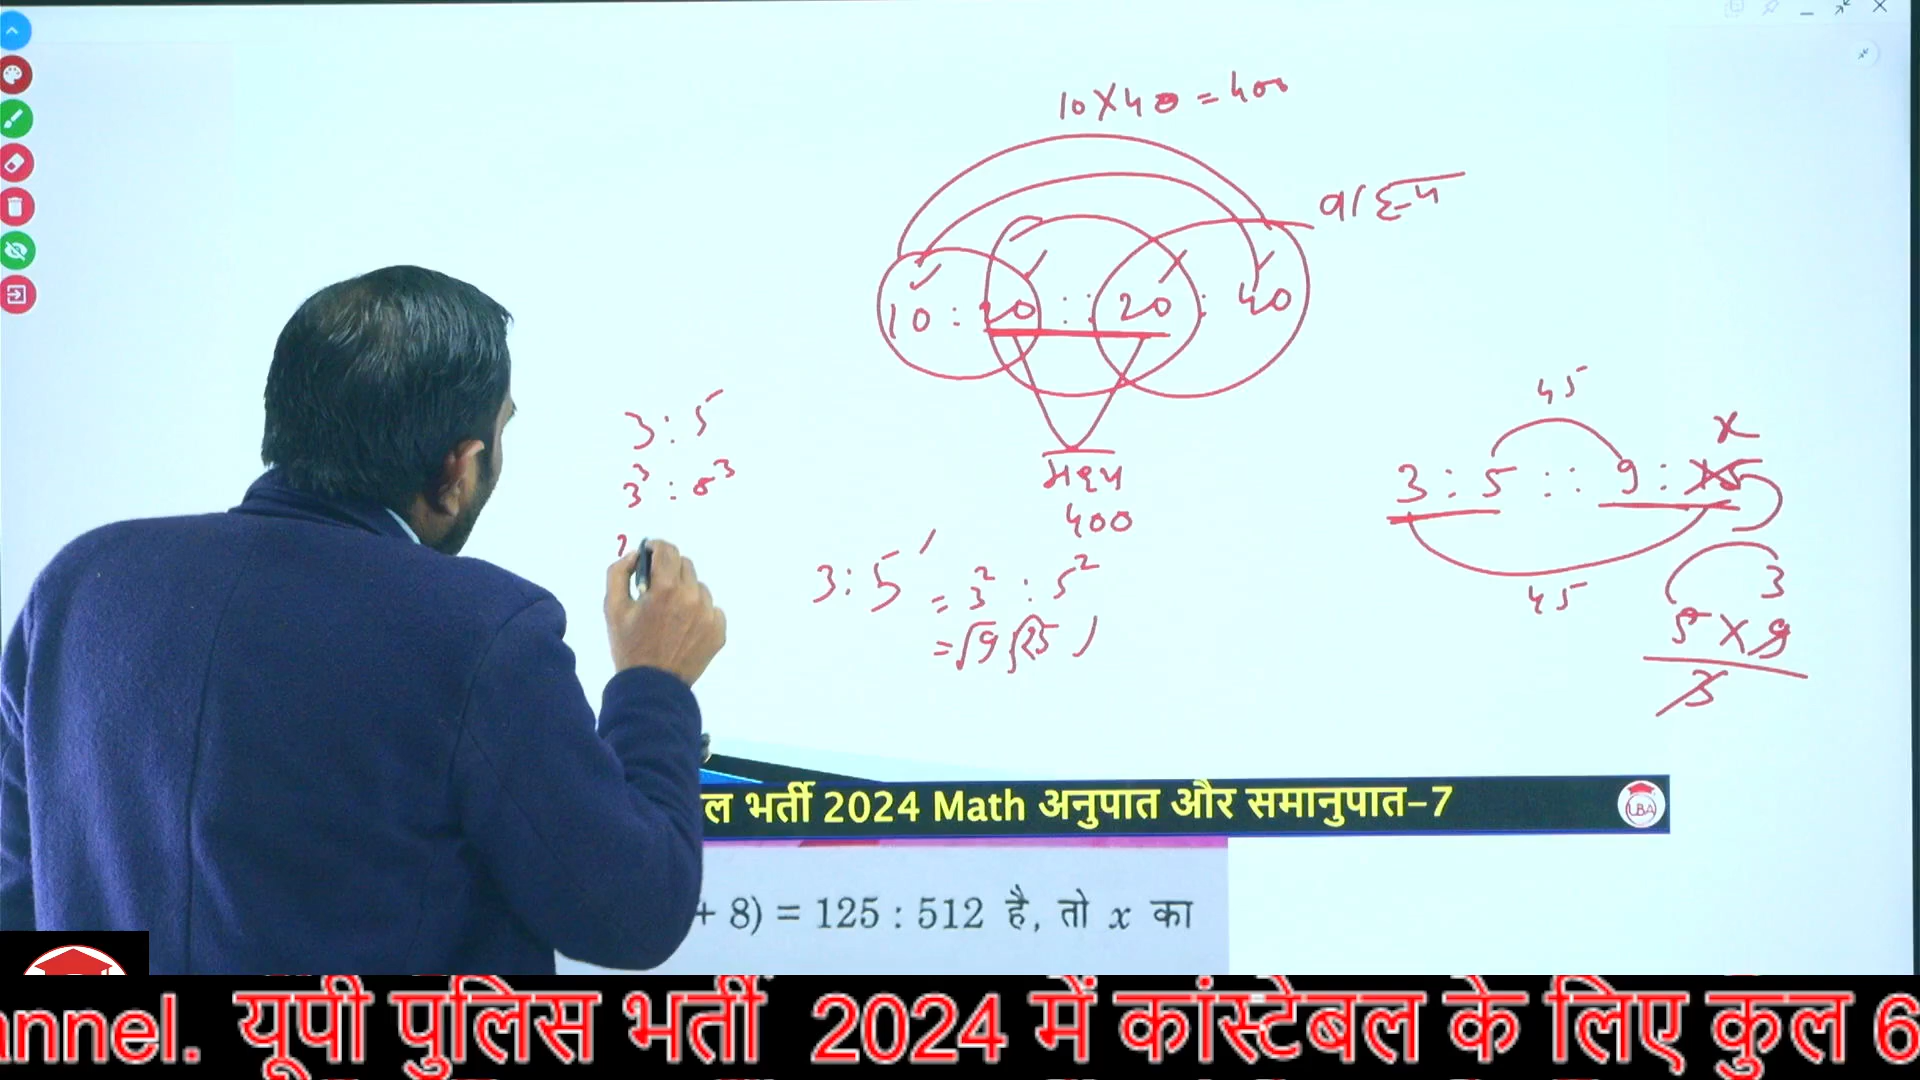 10×40 = 400
वाह्य
10 : 20 :: 20 : 40
मध्य
400
3 : 5
3³ : 5³
3 : 5 = 3² : 5²
= √9 √25
45
x
3 : 5 :: 9 : 15
45
3
5 × 9
3
ल भर्ती 2024 Math अनुपात और समानुपात–7
LBA
+ 8) = 125 : 512 है, तो x का
annel. यूपी पुलिस भर्ती 2024 में कांस्टेबल के लिए कुल 6